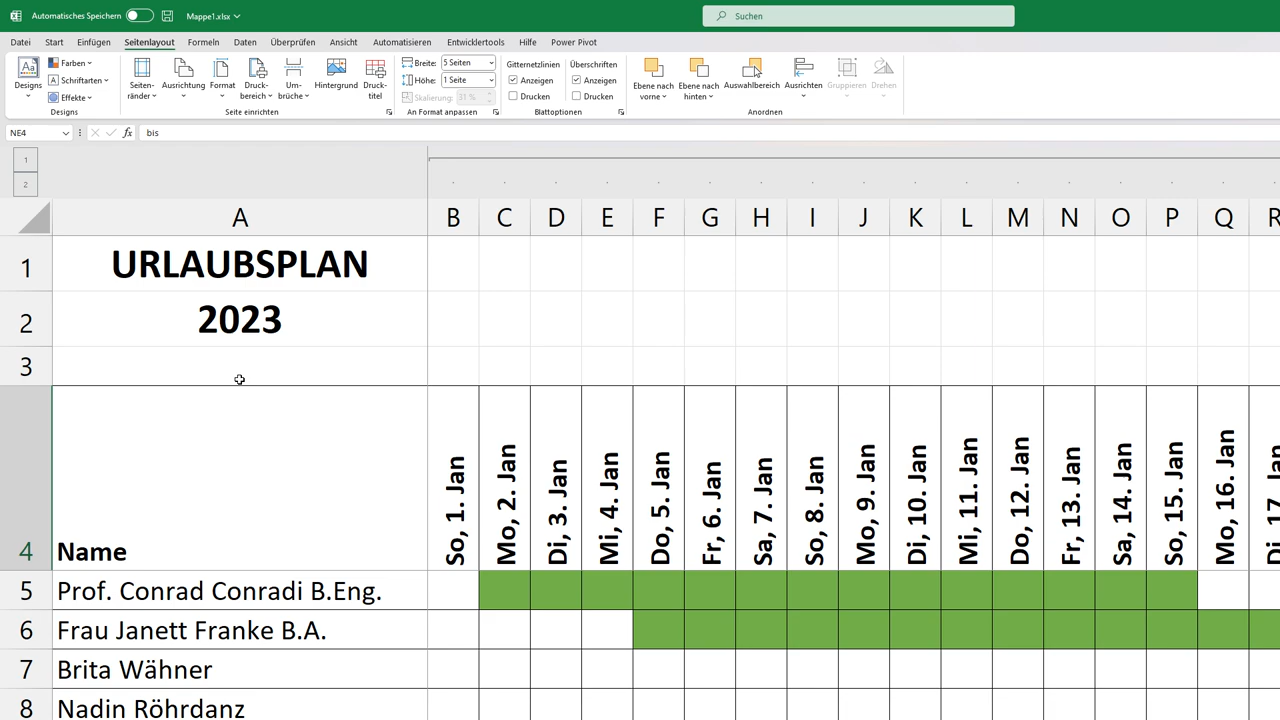 Automatisches Speichern
Mappe1.xlsx
Suchen
Datei Start Einfügen Seitenlayout Formeln Daten Überprüfen Ansicht Automatisieren Entwicklertools Hilfe Power Pivot
Designs
Farben
Schriftarten
Effekte
Designs
Seiten-
ränder
Ausrichtung
Format
Druck-
bereich
Um-
brüche
Hintergrund
Druck-
titel
Seite einrichten
Breite: 5 Seiten
Höhe: 1 Seite
Skalierung: 31 %
An Format anpassen
Gitternetzlinien
Anzeigen
Drucken
Überschriften
Anzeigen
Drucken
Blattoptionen
Ebene nach
vorne
Ebene nach
hinten
Auswahlbereich
Ausrichten
Gruppieren
Drehen
Anordnen
NE4
fx
bis
1
2
A B C D E F G H I J K L M N O P Q R
1 URLAUBSPLAN
2 2023
3
4 Name
So, 1. Jan
Mo, 2. Jan
Di, 3. Jan
Mi, 4. Jan
Do, 5. Jan
Fr, 6. Jan
Sa, 7. Jan
So, 8. Jan
Mo, 9. Jan
Di, 10. Jan
Mi, 11. Jan
Do, 12. Jan
Fr, 13. Jan
Sa, 14. Jan
So, 15. Jan
Mo, 16. Jan
Di, 17. Jan
5 Prof. Conrad Conradi B.Eng.
6 Frau Janett Franke B.A.
7 Brita Wähner
8 Nadin Röhrdanz